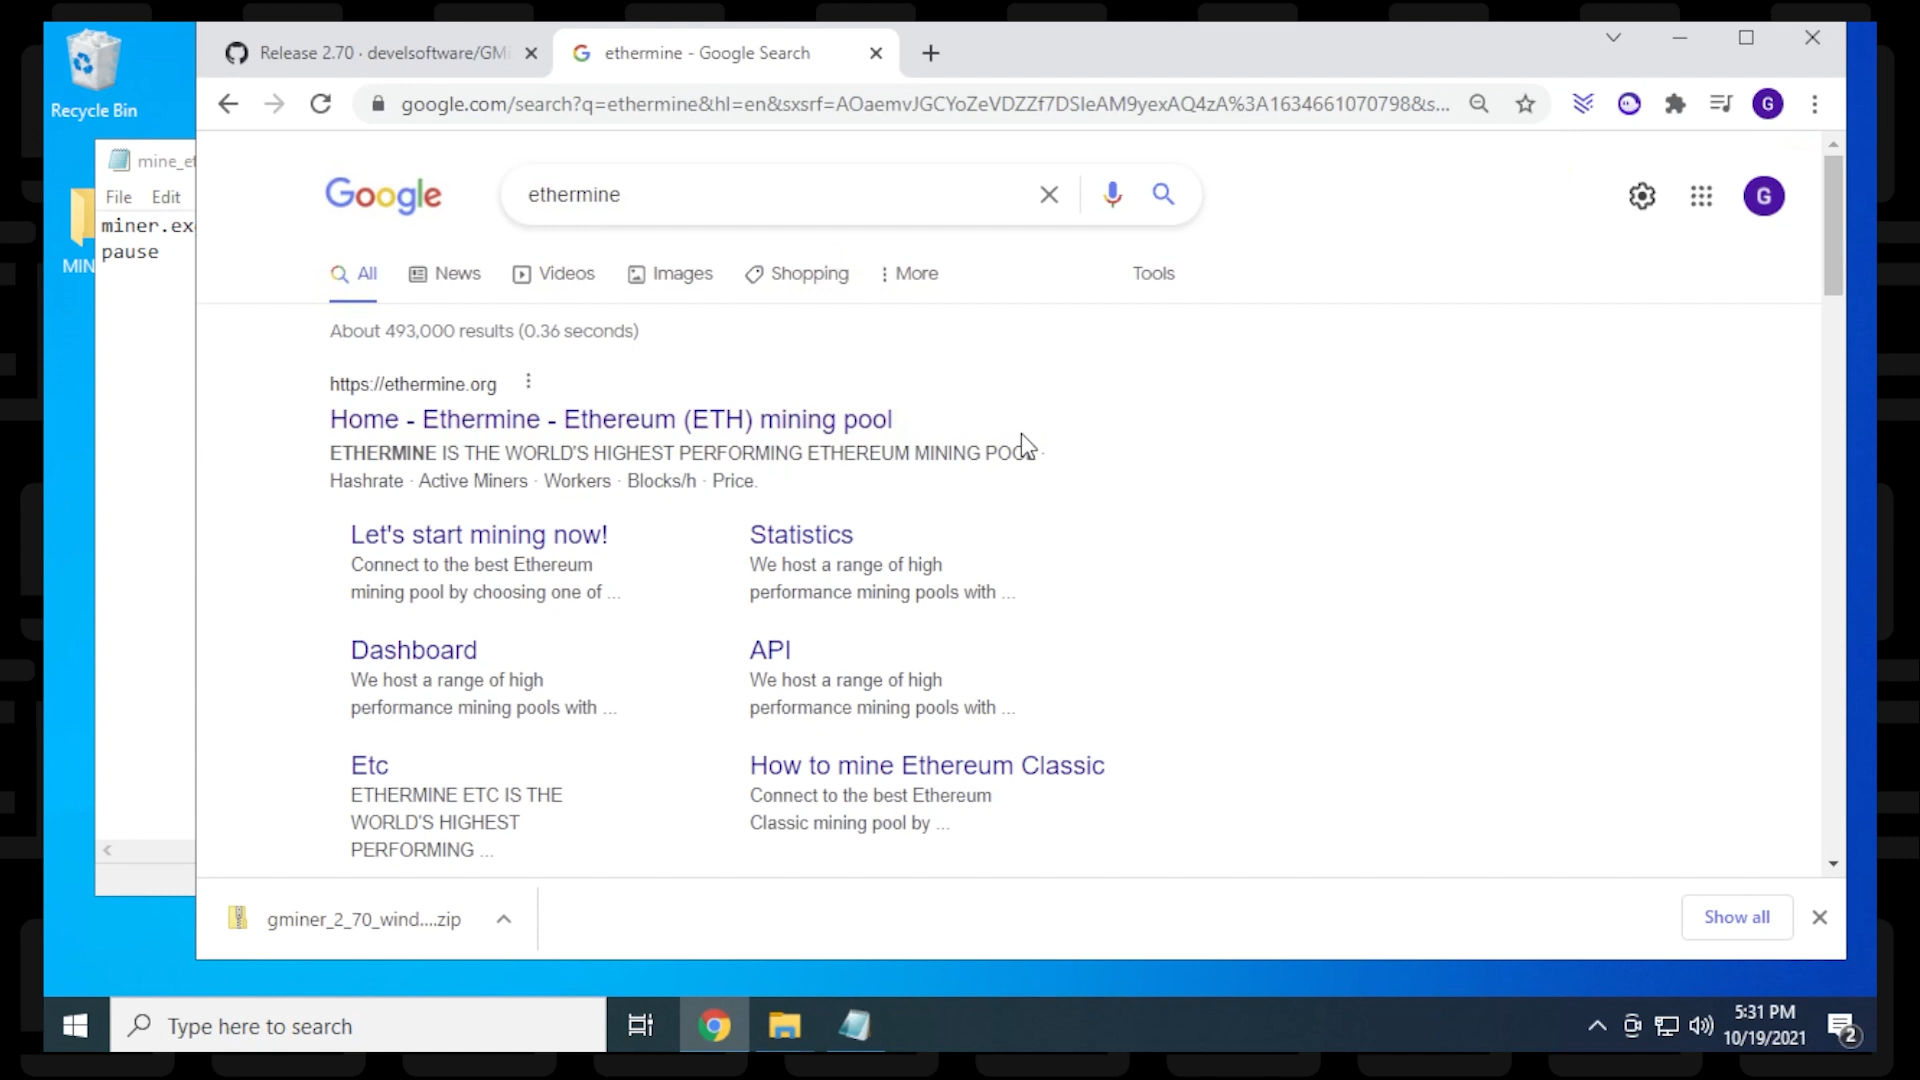 Recycle Bin
mine_et
File Edit
miner.ex
pause
MIN
Release 2.70 · develsoftware/GMi
ethermine - Google Search
google.com/search?q=ethermine&hl=en&sxsrf=AOaemvJGCYoZeVDZZf7DSIeAM9yexAQ4zA%3A1634661070798&s...
G
Google
ethermine
G
All
News
Videos
Images
Shopping
More
Tools
About 493,000 results (0.36 seconds)
https://ethermine.org
Home - Ethermine - Ethereum (ETH) mining pool
ETHERMINE IS THE WORLD'S HIGHEST PERFORMING ETHEREUM MINING POOL ·
Hashrate · Active Miners · Workers · Blocks/h · Price.
Let's start mining now!
Connect to the best Ethereum
mining pool by choosing one of ...
Statistics
We host a range of high
performance mining pools with ...
Dashboard
We host a range of high
performance mining pools with ...
API
We host a range of high
performance mining pools with ...
Etc
ETHERMINE ETC IS THE
WORLD'S HIGHEST
PERFORMING ...
How to mine Ethereum Classic
Connect to the best Ethereum
Classic mining pool by ...
gminer_2_70_wind....zip
Show all
Type here to search
5:31 PM
10/19/2021
2